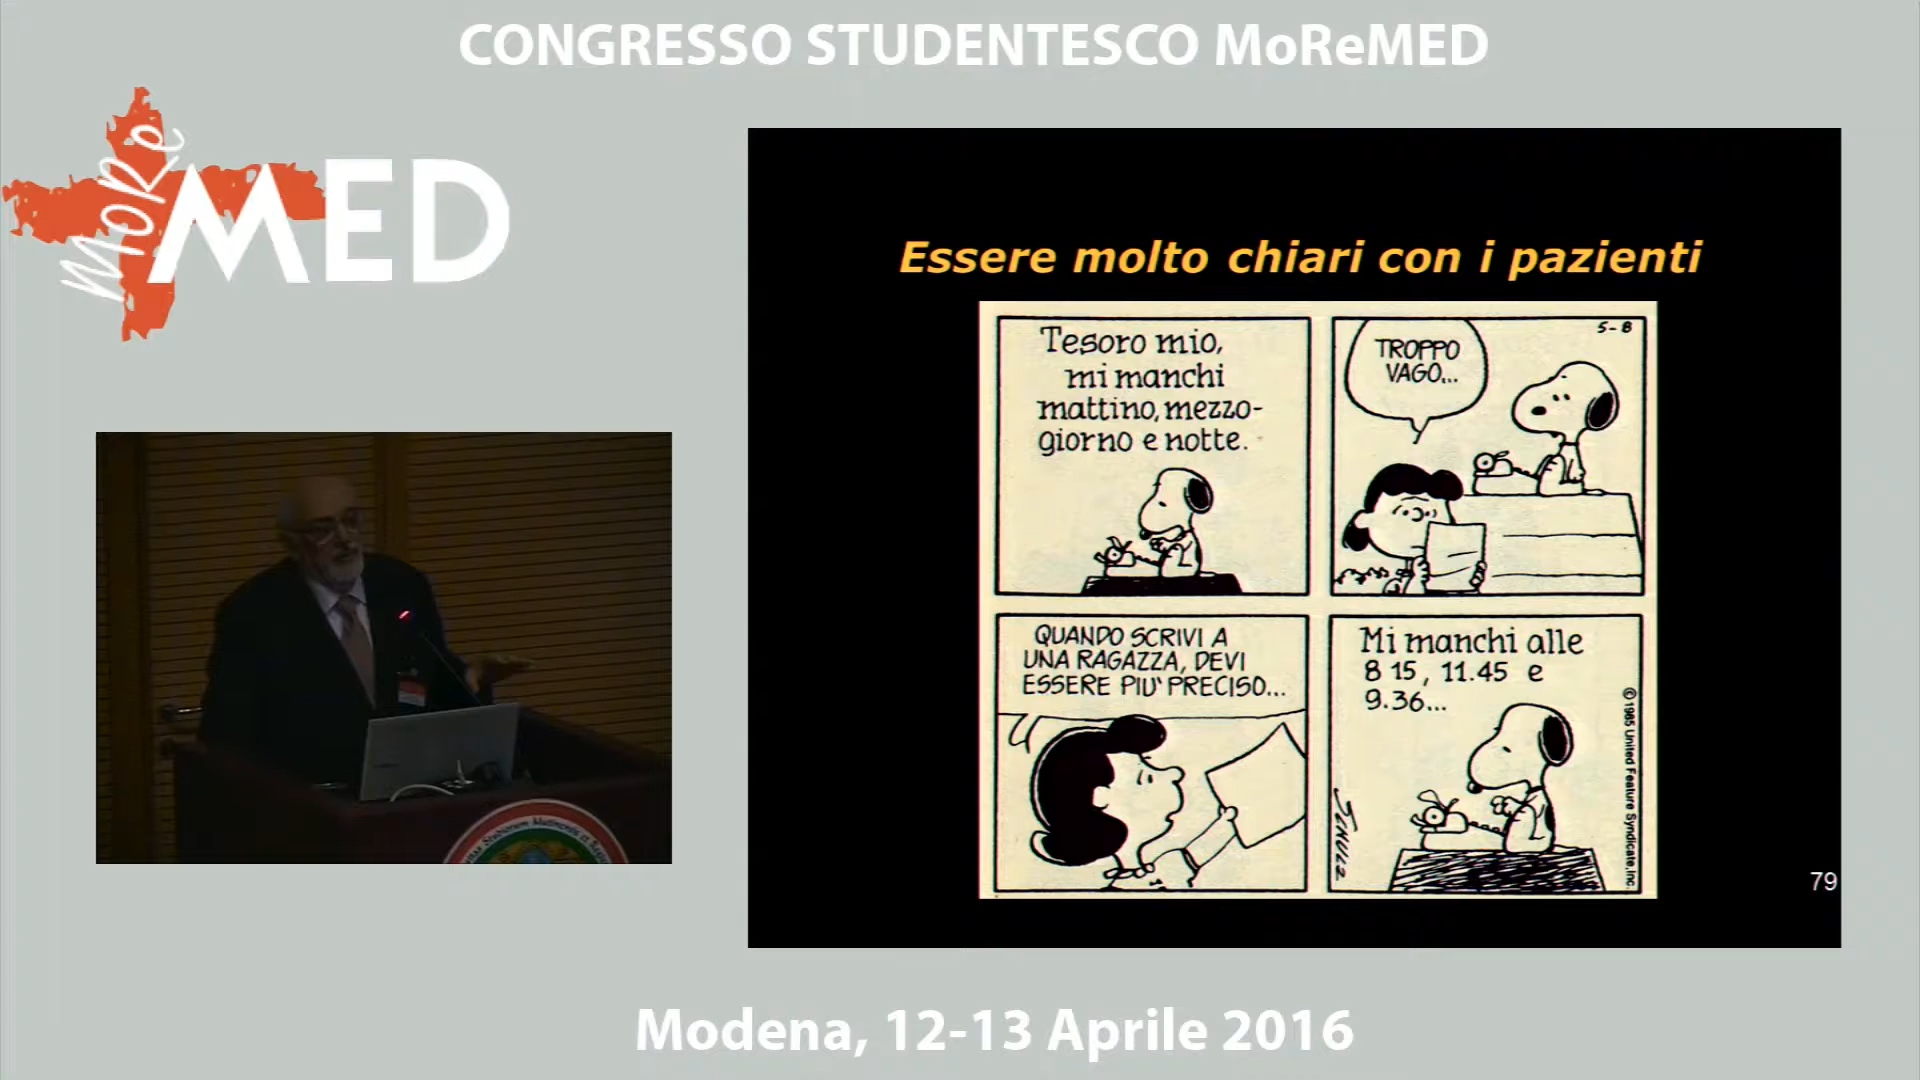 CONGRESSO STUDENTESCO MoReMED
MoRe
MED
Essere molto chiari con i pazienti
Tesoro mio,
mi manchi
mattino, mezzo-
giorno e notte.
5-8
TROPPO
VAGO...
QUANDO SCRIVI A
UNA RAGAZZA, DEVI
ESSERE PIU' PRECISO...
Mi manchi alle
8 15, 11.45 e
9.36...
© 1985 United Feature Syndicate, Inc.
SCHULZ
79
Modena, 12-13 Aprile 2016